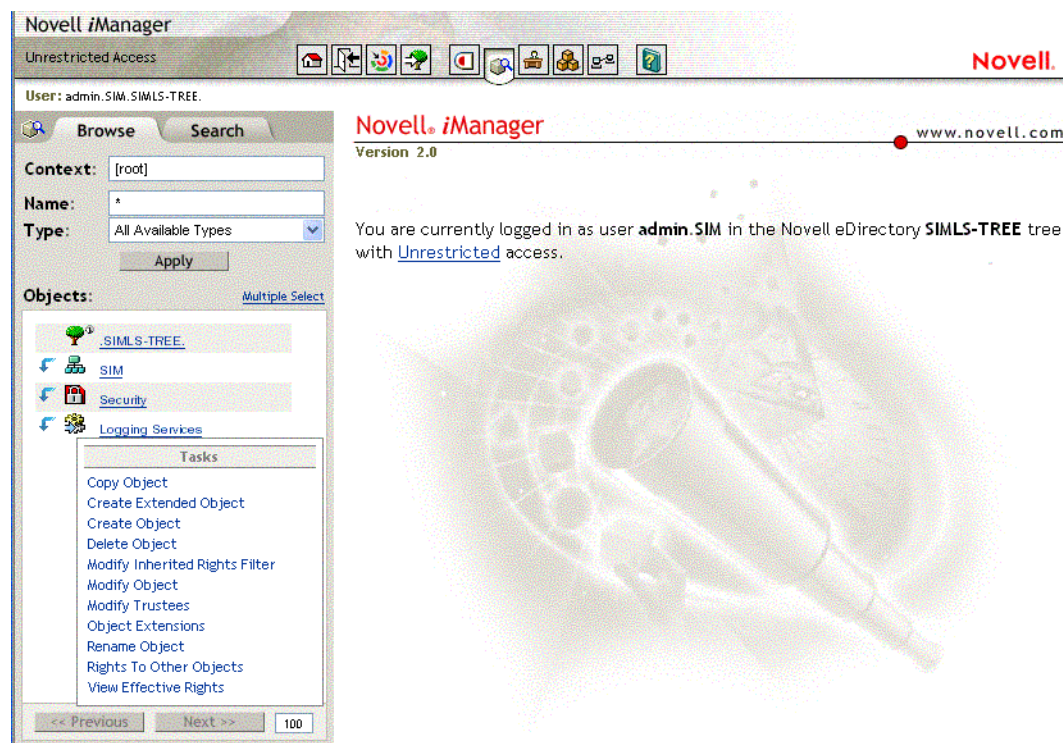 Novell iManager
Unrestricted Access
Novell.
User: admin.SIM.SIMLS-TREE.
Browse
Search
Context: [root]
Name: *
Type: All Available Types
Apply
Objects: Multiple Select
.SIMLS-TREE.
SIM
Security
Logging Services
Tasks
Copy Object
Create Extended Object
Create Object
Delete Object
Modify Inherited Rights Filter
Modify Object
Modify Trustees
Object Extensions
Rename Object
Rights To Other Objects
View Effective Rights
<< Previous Next >> 100
Novell® iManager
www.novell.com
Version 2.0
You are currently logged in as user admin.SIM in the Novell eDirectory SIMLS-TREE tree
with Unrestricted access.